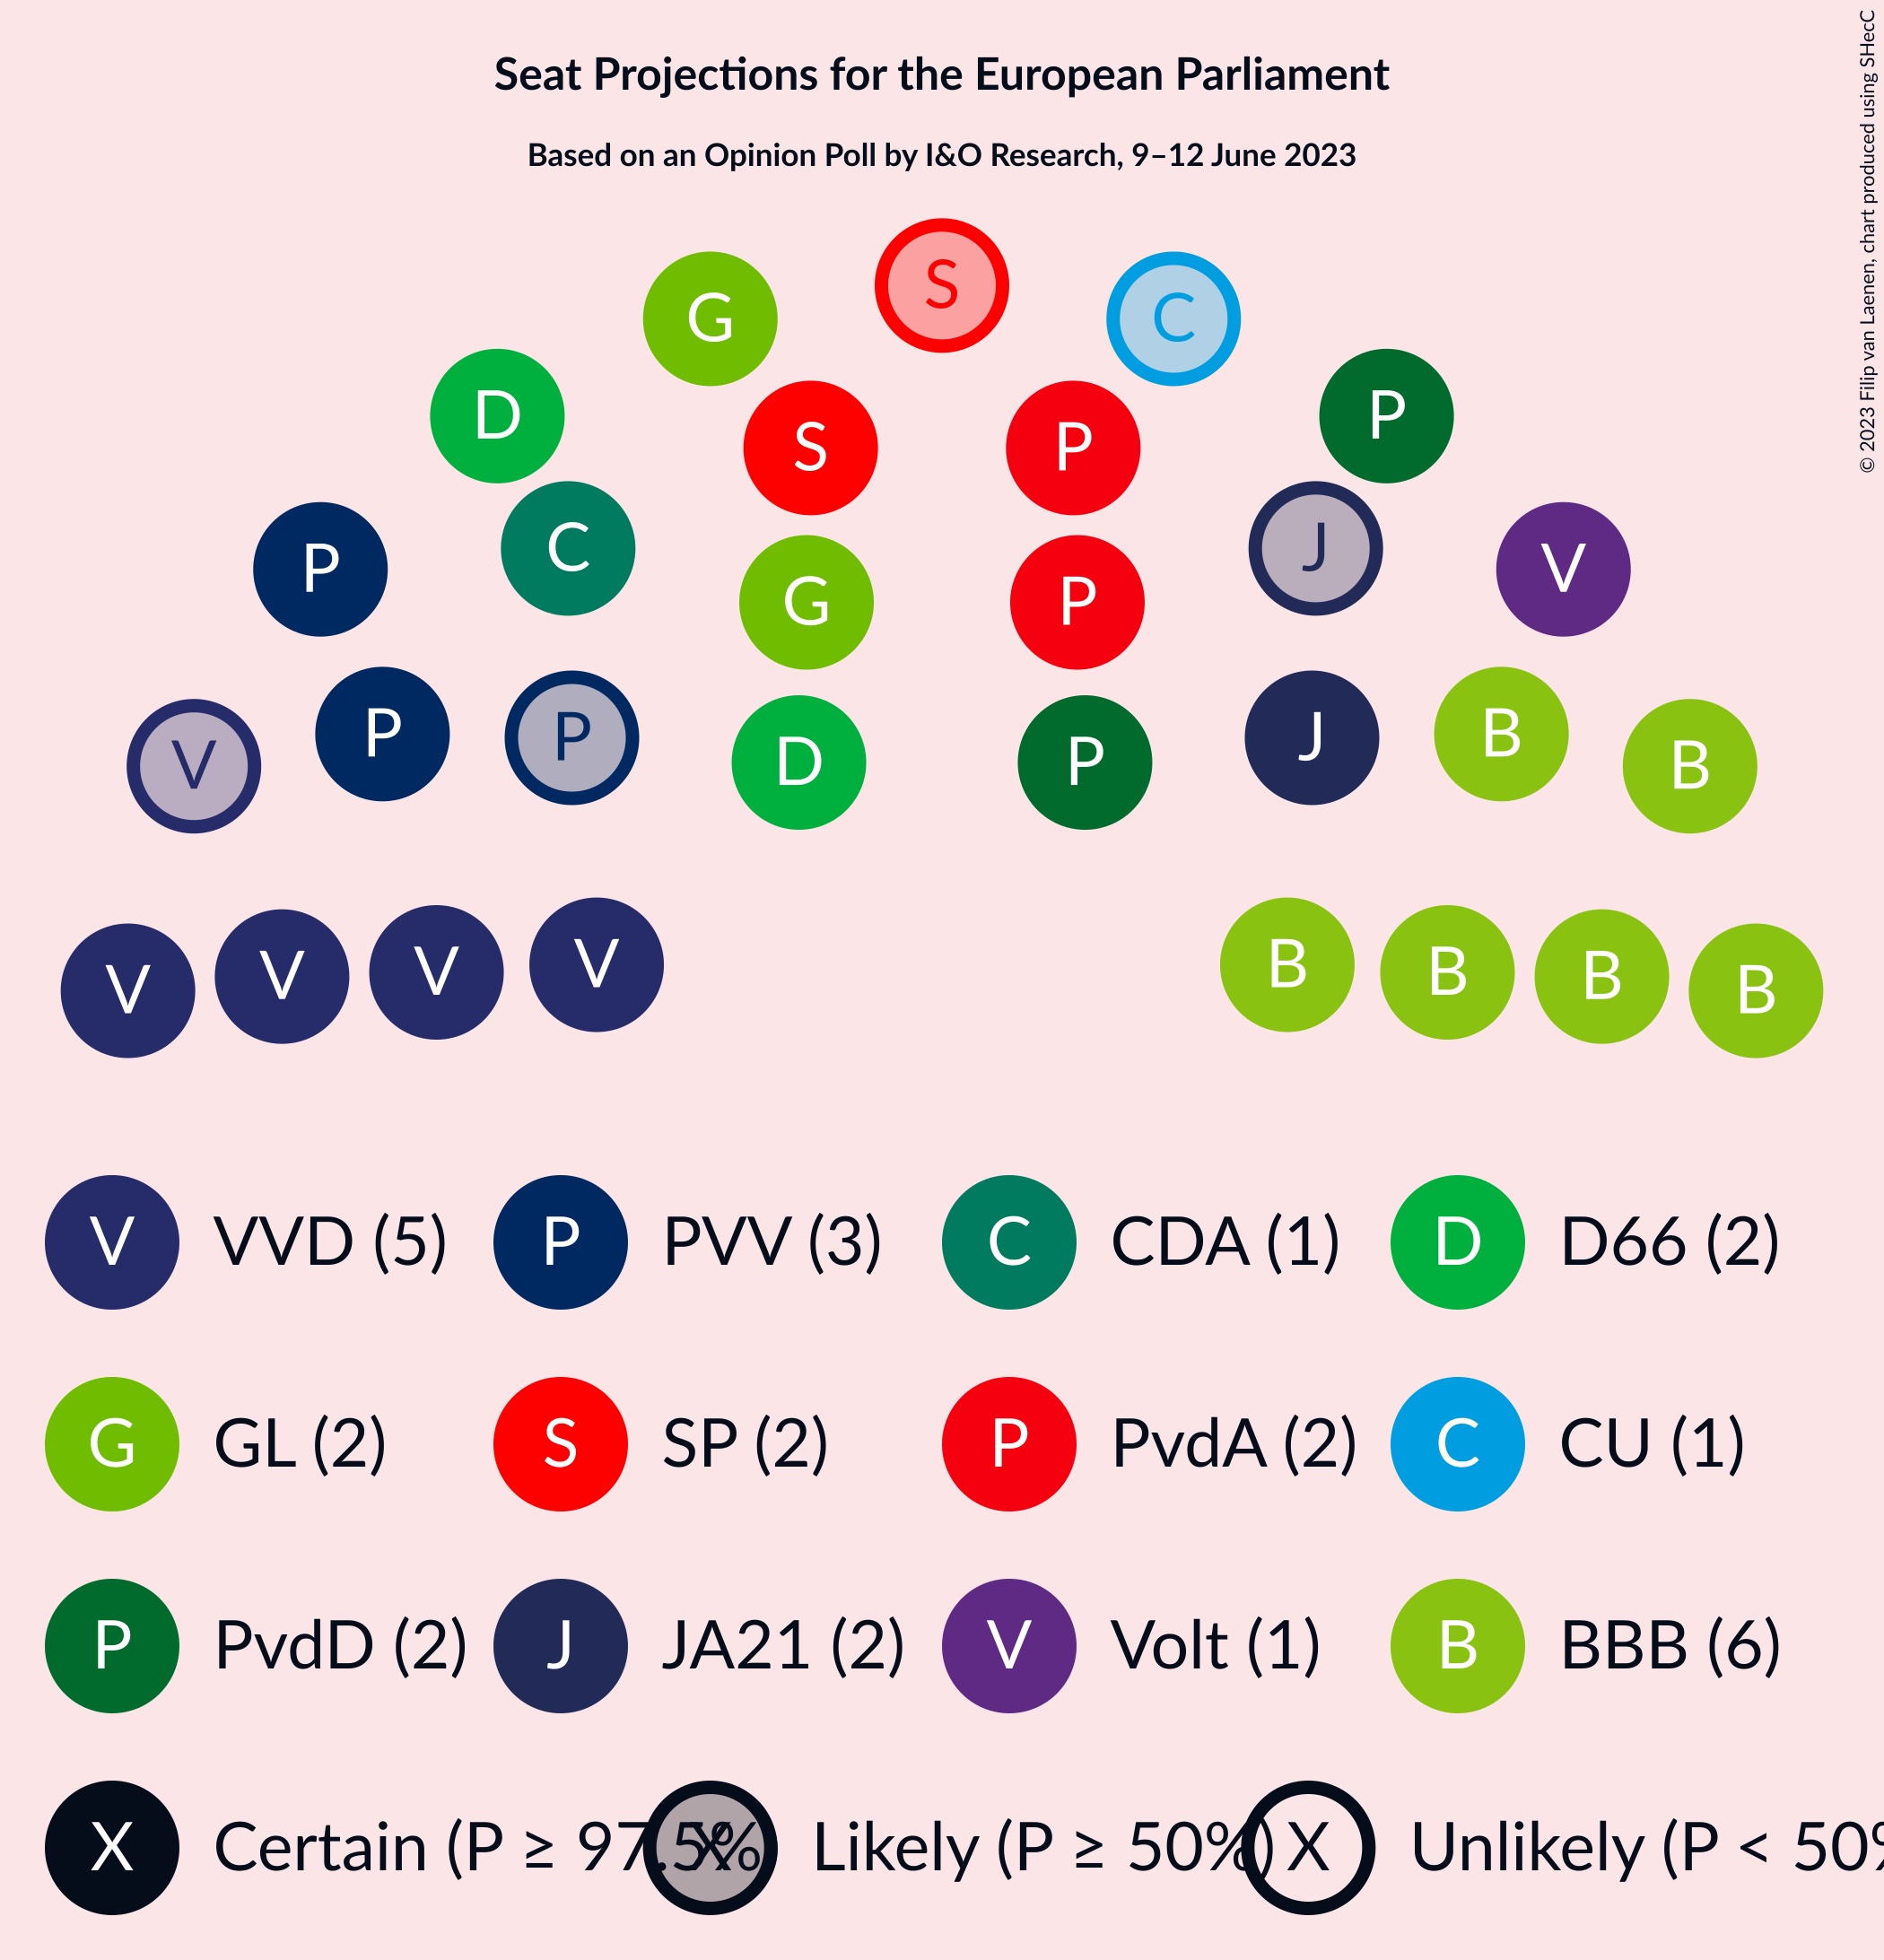 Seat Projections for the European Parliament
Based on an Opinion Poll by I&O Research, 9–12 June 2023
© 2023 Filip van Laenen, chart produced using SHecC
S
G C
D P
S P
C J
P V
G P
P B
P J
D P
V B
V B
V B
V B
V B
V VVD (5) P PVV (3) C CDA (1) D D66 (2)
G GL (2) S SP (2) P PvdA (2) C CU (1)
P PvdD (2) J JA21 (2) V Volt (1) B BBB (6)
X Certain (P ≥ 97.5% X Likely (P ≥ 50%) X Unlikely (P < 50%